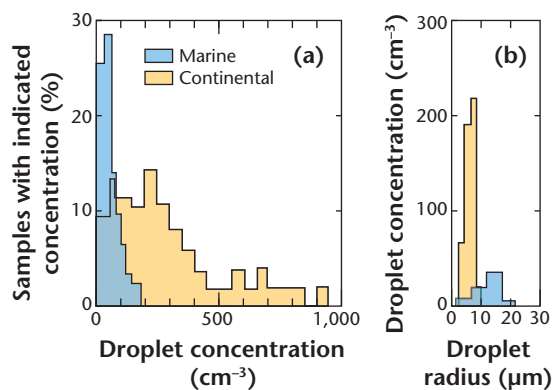 30
20
10
0
Samples with indicated
concentration (%)
(a)
Marine
Continental
0
500
1,000
Droplet concentration
(cm⁻³)
300
200
100
0
Droplet concentration (cm⁻³)
(b)
0
10
20
30
Droplet
radius (µm)